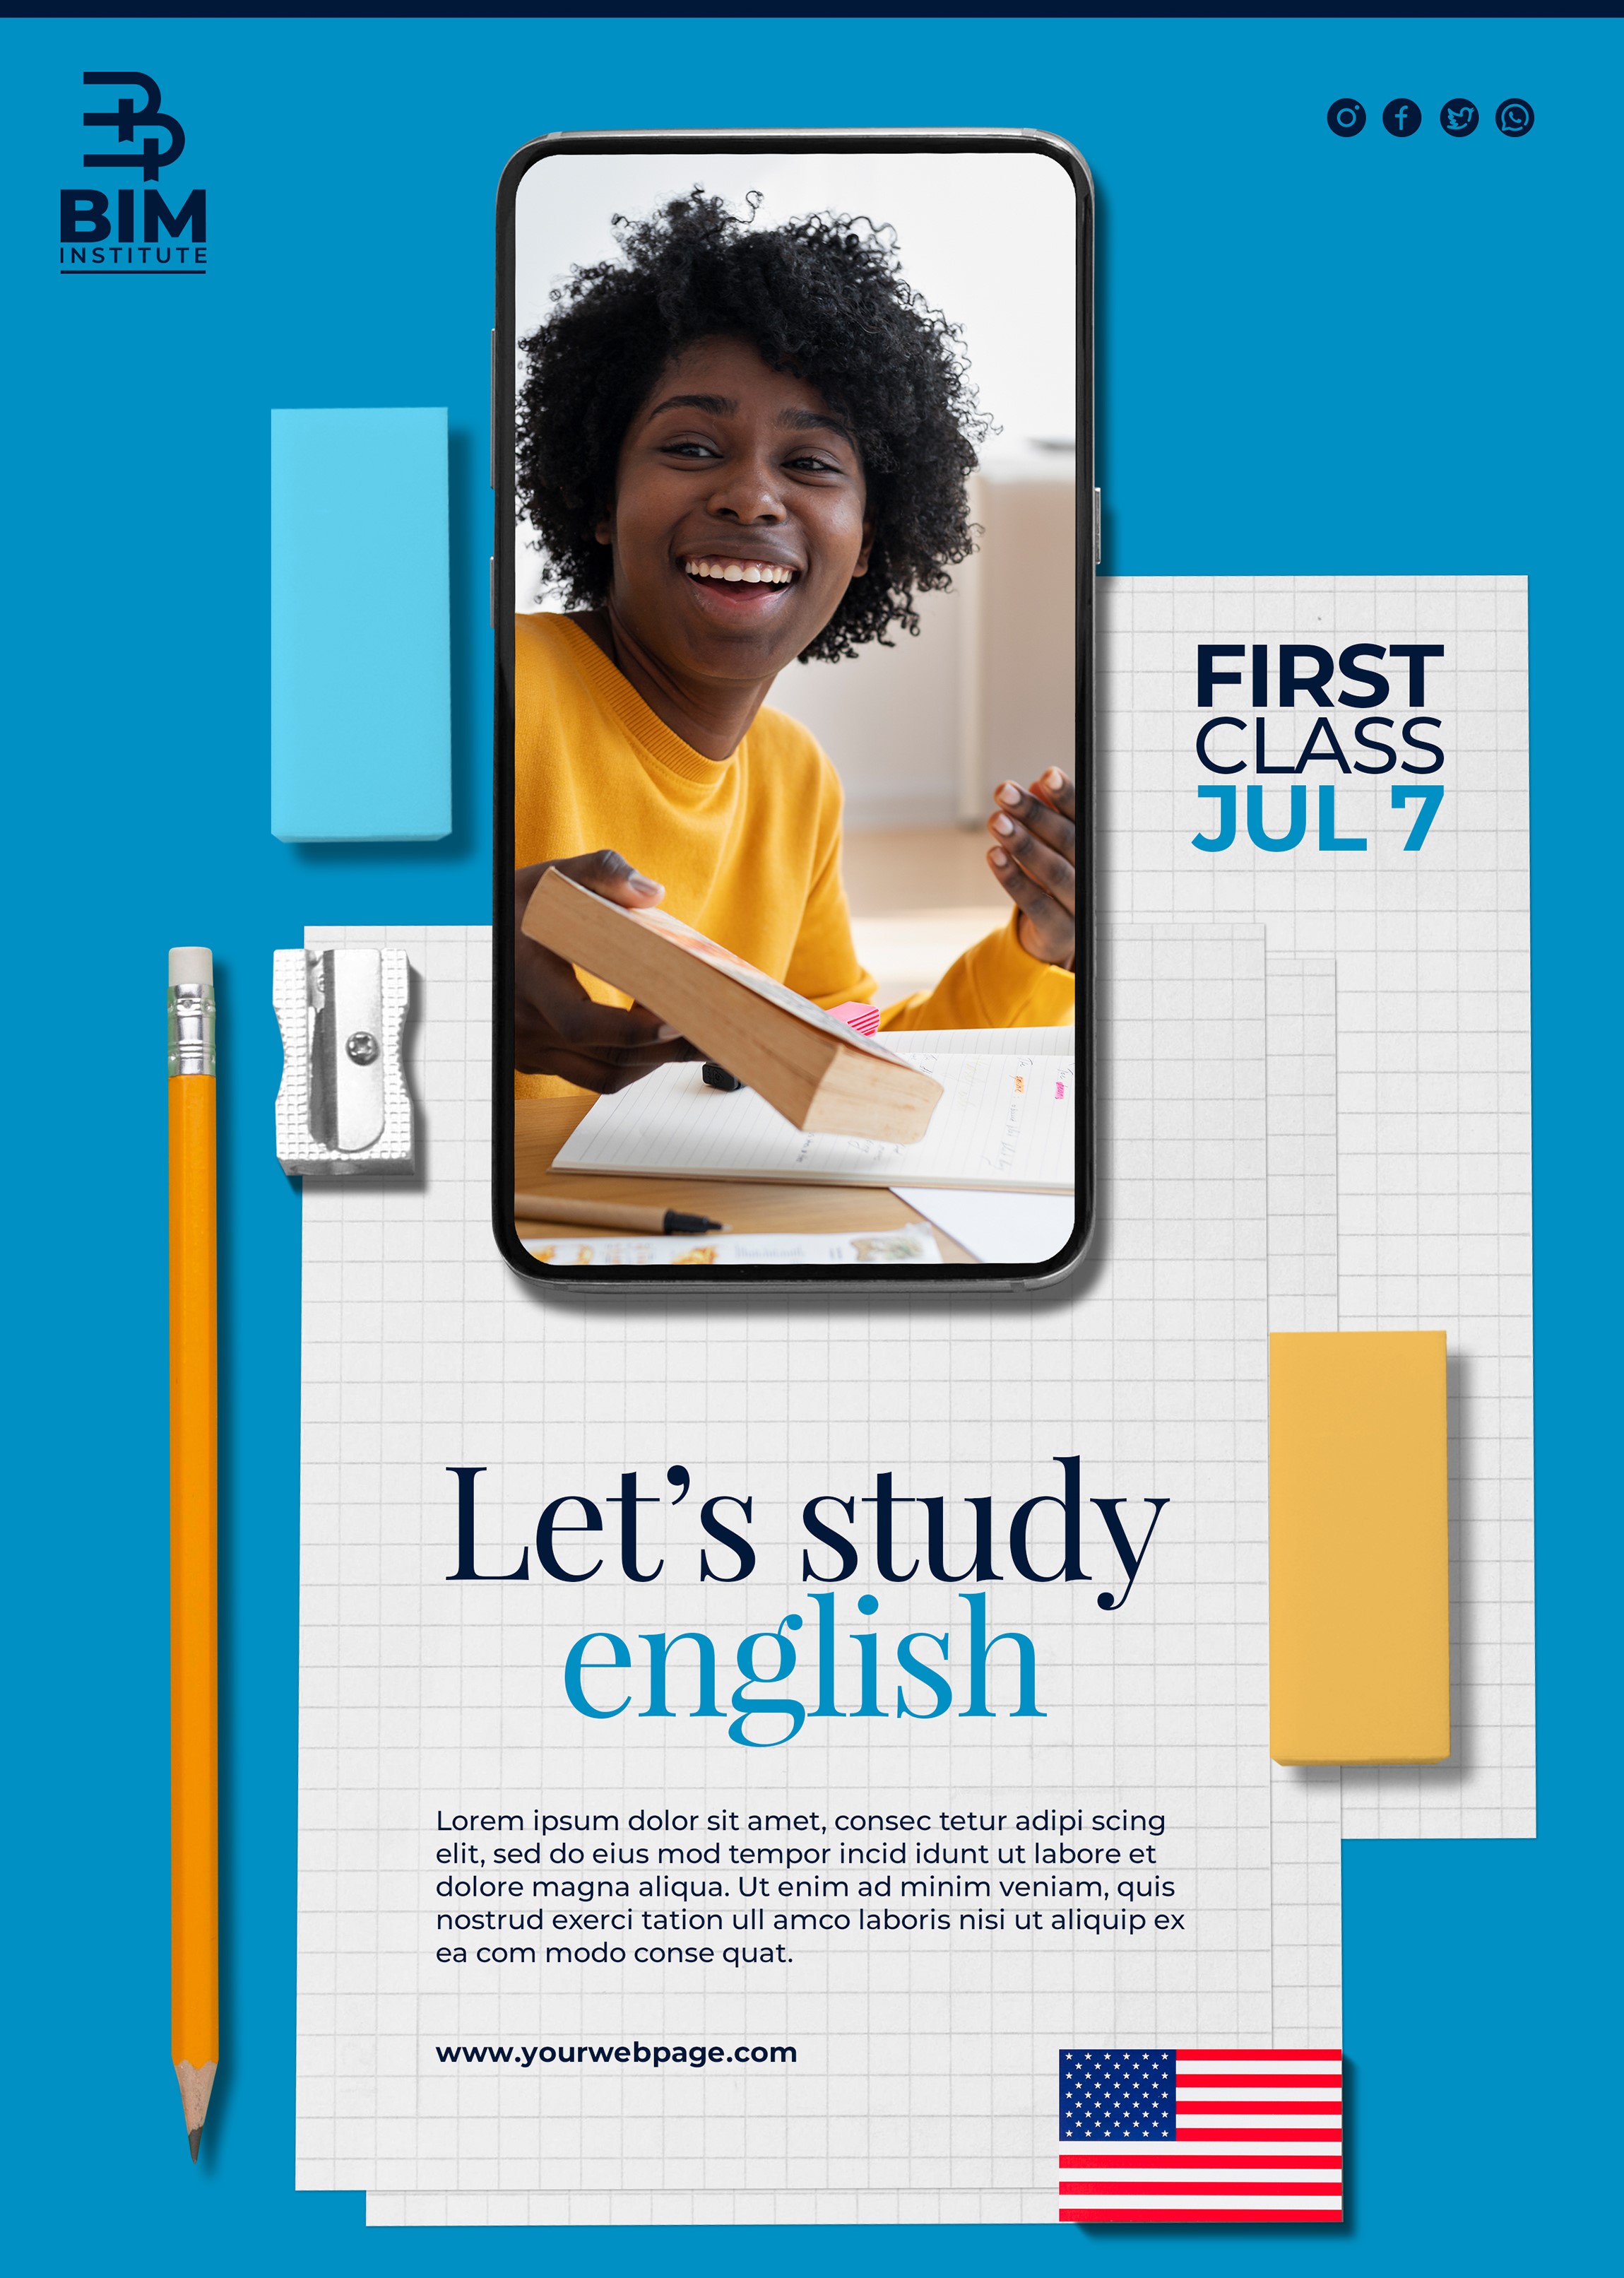 BIM
INSTITUTE
FIRST
CLASS
JUL 7
Let’s study
english
Lorem ipsum dolor sit amet, consec tetur adipi scing
elit, sed do eius mod tempor incid idunt ut labore et
dolore magna aliqua. Ut enim ad minim veniam, quis
nostrud exerci tation ull amco laboris nisi ut aliquip ex
ea com modo conse quat.
www.yourwebpage.com